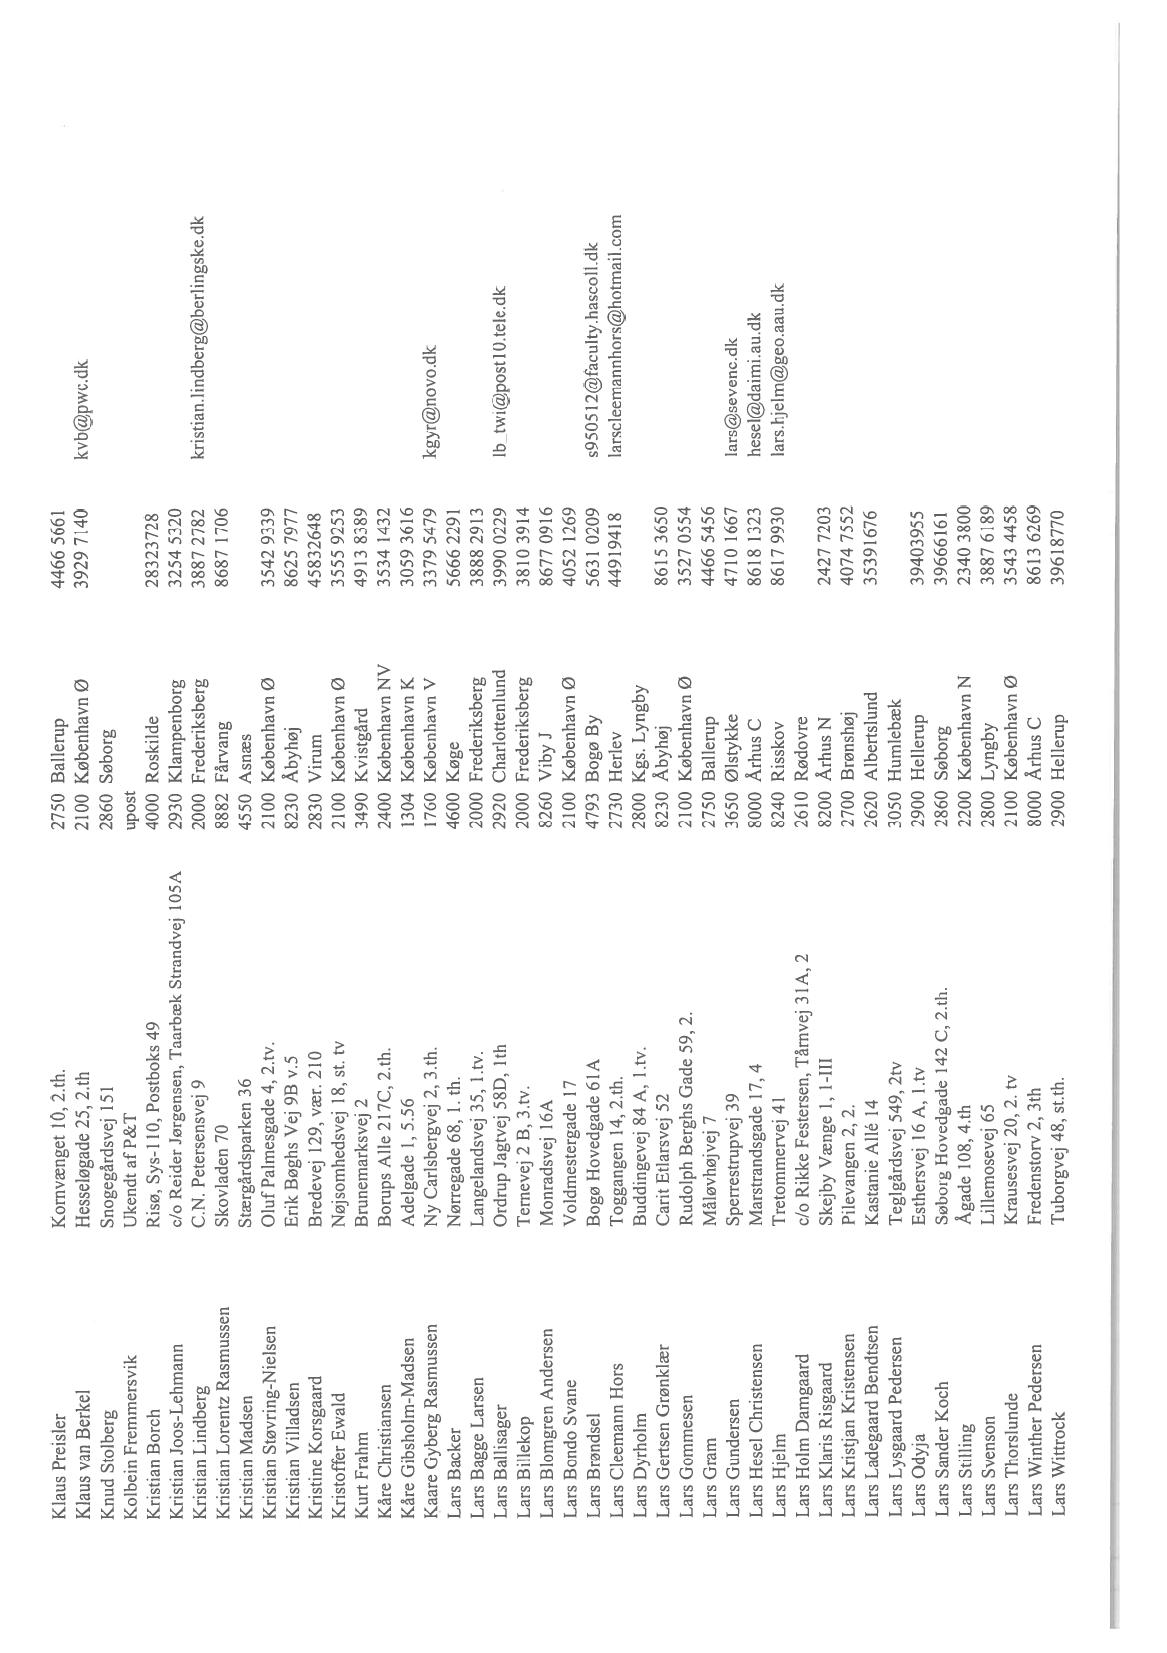 Klaus Preisler Kornvænget 10, 2.th. 2750 Ballerup 4466 5661
Klaus van Berkel Hesseløgade 25, 2.th 2100 København Ø 3929 7140 kvb@pwc.dk
Knud Stolberg Snogegårdsvej 151 2860 Søborg
Kolbein Fremmersvik Ukendt af P&T upost
Kristian Borch Risø, Sys-110, Postboks 49 4000 Roskilde 28323728
Kristian Joos-Lehmann c/o Reider Jørgensen, Taarbæk Strandvej 105A 2930 Klampenborg 3254 5320
Kristian Lindberg C.N. Petersensvej 9 2000 Frederiksberg 3887 2782 kristian.lindberg@berlingske.dk
Kristian Lorentz Rasmussen Skovladen 70 8882 Fårvang 8687 1706
Kristian Madsen Stærgårdsparken 36 4550 Asnæs
Kristian Støvring-Nielsen Oluf Palmesgade 4, 2.tv. 2100 København Ø 3542 9339
Kristian Villadsen Erik Bøghs Vej 9B v.5 8230 Åbyhøj 8625 7977
Kristine Korsgaard Bredevej 129, vær. 210 2830 Virum 45832648
Kristoffer Ewald Nøjsomhedsvej 18, st. tv 2100 København Ø 3555 9253
Kurt Frahm Brunemarksvej 2 3490 Kvistgård 4913 8389
Kåre Christiansen Borups Alle 217C, 2.th. 2400 København NV 3534 1432
Kåre Gibsholm-Madsen Adelgade 1, 5.56 1304 København K 3059 3616
Kaare Gyberg Rasmussen Ny Carlsbergvej 2, 3.th. 1760 København V 3379 5479 kgyr@novo.dk
Lars Backer Nørregade 68, 1. th. 4600 Køge 5666 2291
Lars Bagge Larsen Langelandsvej 35, 1.tv. 2000 Frederiksberg 3888 2913
Lars Ballisager Ordrup Jagtvej 58D, 1th 2920 Charlottenlund 3990 0229 lb_twi@post10.tele.dk
Lars Billekop Ternevej 2 B, 3.tv. 2000 Frederiksberg 3810 3914
Lars Blomgren Andersen Monradsvej 16A 8260 Viby J 8677 0916
Lars Bondo Svane Voldmestergade 17 2100 København Ø 4052 1269
Lars Brøndsel Bogø Hovedgade 61A 4793 Bogø By 5631 0209 s950512@faculty.hascoll.dk
Lars Cleemann Hors Toggangen 14, 2.th. 2730 Herlev 44919418 larscleemannhors@hotmail.com
Lars Dyrholm Buddingevej 84 A, 1.tv. 2800 Kgs. Lyngby
Lars Gertsen Grønklær Carit Etlarsvej 52 8230 Åbyhøj 8615 3650
Lars Gommesen Rudolph Berghs Gade 59, 2. 2100 København Ø 3527 0554
Lars Gram Måløvhøjvej 7 2750 Ballerup 4466 5456
Lars Gundersen Sperrestrupvej 39 3650 Ølstykke 4710 1667 lars@sevenc.dk
Lars Hesel Christensen Marstrandsgade 17, 4 8000 Århus C 8618 1323 hesel@daimi.au.dk
Lars Hjelm Tretommervej 41 8240 Risskov 8617 9930 lars.hjelm@geo.aau.dk
Lars Holm Damgaard c/o Rikke Festersen, Tårnvej 31A, 2 2610 Rødovre
Lars Klaris Risgaard Skejby Vænge 1, 1-III 8200 Århus N 2427 7203
Lars Kristjan Kristensen Pilevangen 2, 2. 2700 Brønshøj 4074 7552
Lars Ladegaard Bendtsen Kastanie Allé 14 2620 Albertslund 35391676
Lars Lysgaard Pedersen Teglgårdsvej 549, 2tv 3050 Humlebæk
Lars Odyja Esthersvej 16 A, 1.tv 2900 Hellerup 39403955
Lars Sander Koch Søborg Hovedgade 142 C, 2.th. 2860 Søborg 39666161
Lars Stilling Ågade 108, 4.th 2200 København N 2340 3800
Lars Svenson Lillemosevej 65 2800 Lyngby 3887 6189
Lars Thorslunde Krausesvej 20, 2. tv 2100 København Ø 3543 4458
Lars Winther Pedersen Fredenstorv 2, 3th 8000 Århus C 8613 6269
Lars Wittrock Tuborgvej 48, st.th. 2900 Hellerup 39618770